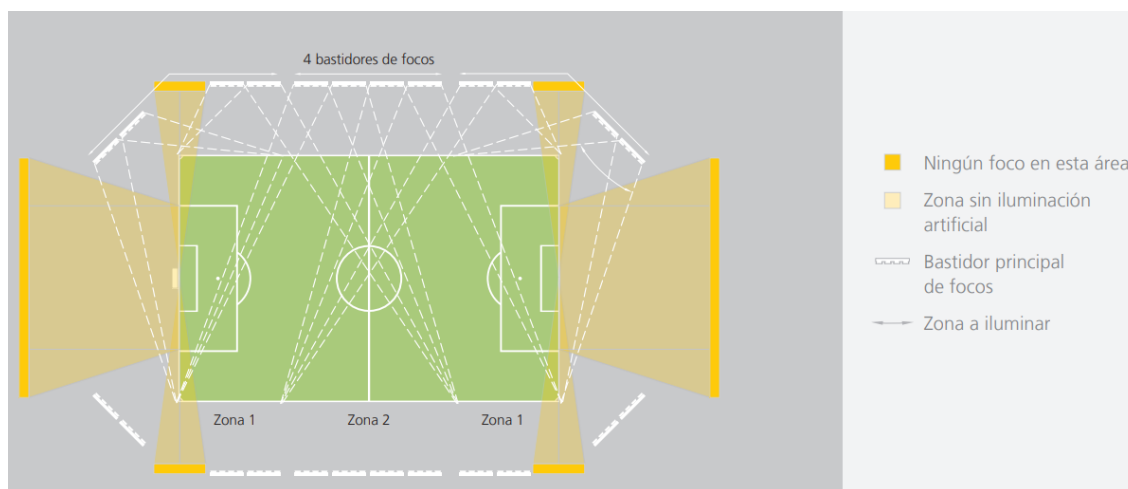 4 bastidores de focos
Zona 1
Zona 2
Zona 1
Ningún foco en esta área
Zona sin iluminación
artificial
Bastidor principal
de focos
Zona a iluminar